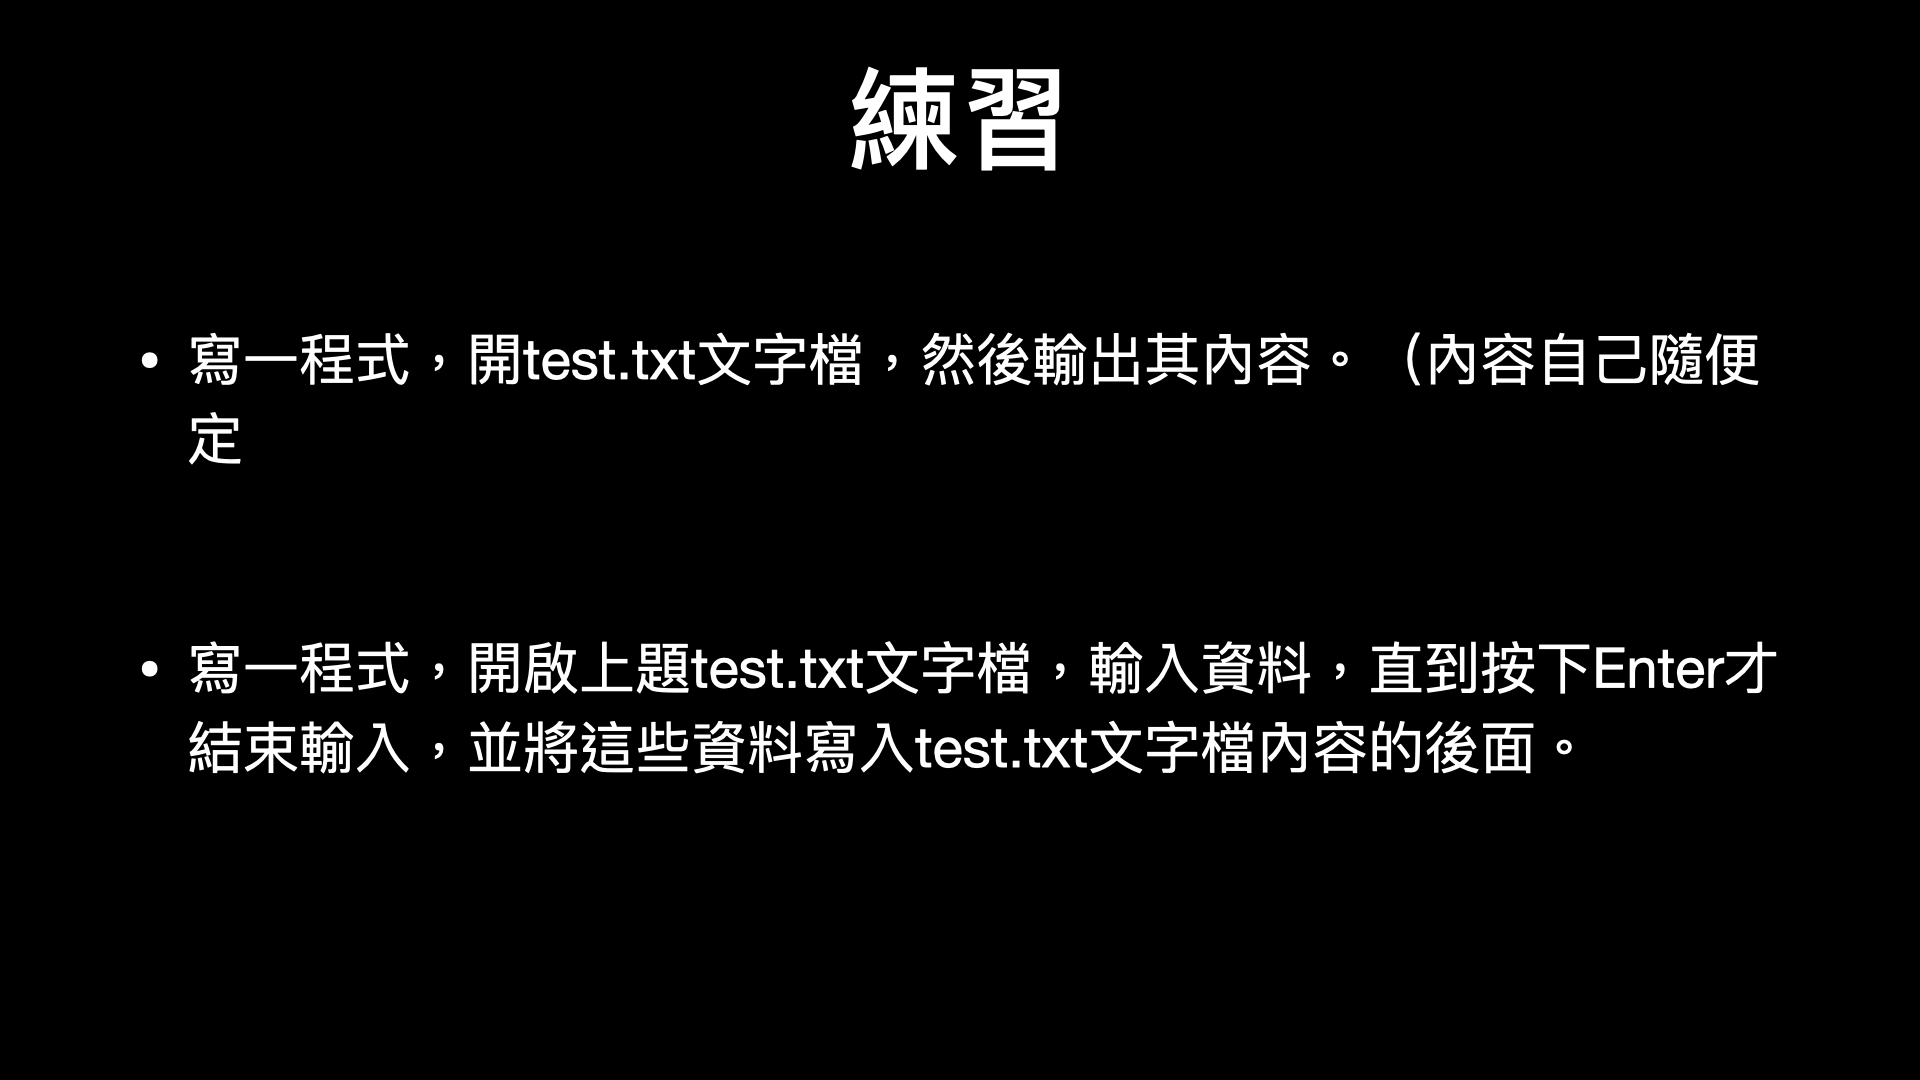 練習
• 寫一程式，開test.txt文字檔，然後輸出其內容。（內容自己隨便
定
• 寫一程式，開啟上題test.txt文字檔，輸入資料，直到按下Enter才
結束輸入，並將這些資料寫入test.txt文字檔內容的後面。